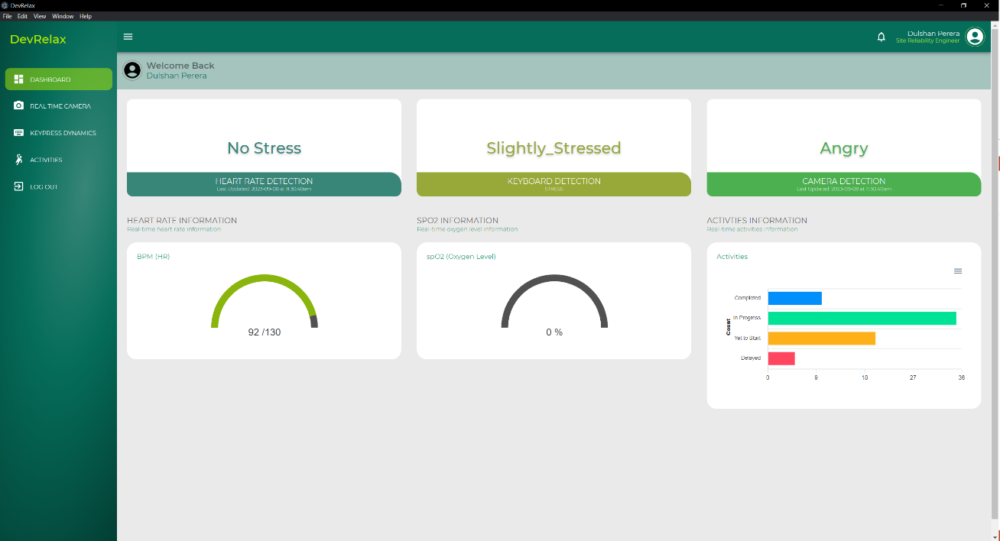 DevRelax
File Edit View Window Help
DevRelax
Dulshan Perera
Site Reliability Engineer
DASHBOARD
REAL TIME CAMERA
KEYPRESS DYNAMICS
ACTIVITIES
LOG OUT
Welcome Back
Dulshan Perera
No Stress
HEART RATE DETECTION
Last Updated: 2023-09-08 at 11.30.40am
Slightly_Stressed
KEYBOARD DETECTION
STRESS
Angry
CAMERA DETECTION
Last Updated: 2023-09-08 at 11.30.40am
HEART RATE INFORMATION
Real-time heart rate information
BPM (HR)
92 /130
SPO2 INFORMATION
Real-time oxygen level information
spO2 (Oxygen Level)
0 %
ACTIVTIES INFORMATION
Real-time activities information
Activities
Count
Completed
In Progress
Yet to Start
Delayed
0 9 18 27 36